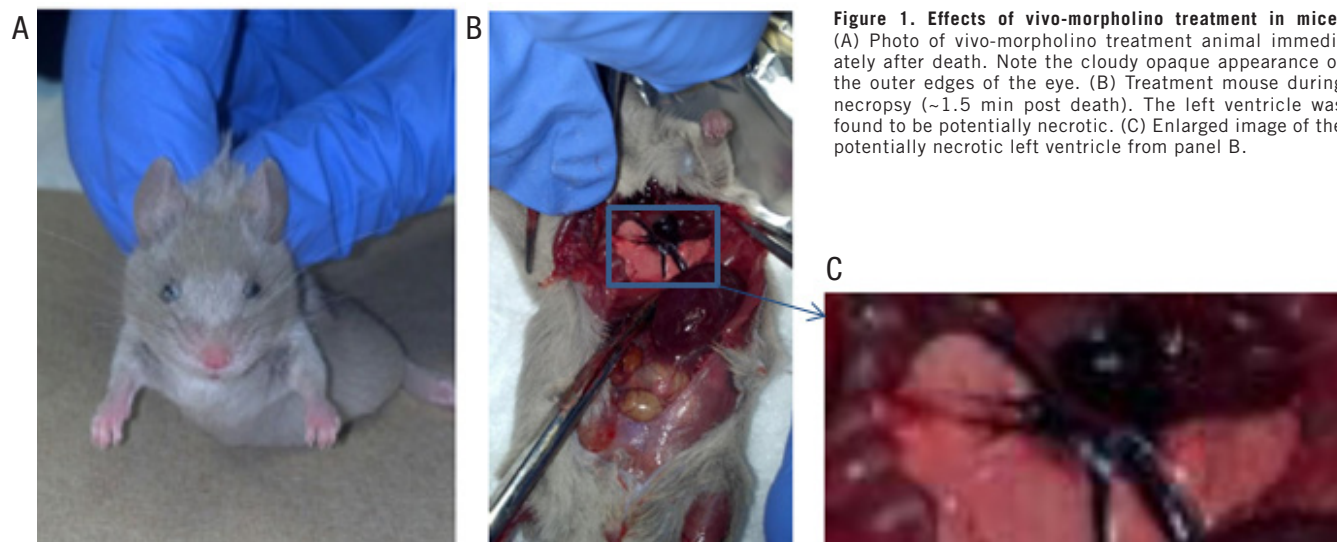 A
B
Figure 1. Effects of vivo-morpholino treatment in mice
(A) Photo of vivo-morpholino treatment animal immedi
ately after death. Note the cloudy opaque appearance o
the outer edges of the eye. (B) Treatment mouse during
necropsy (~1.5 min post death). The left ventricle was
found to be potentially necrotic. (C) Enlarged image of the
potentially necrotic left ventricle from panel B.
C